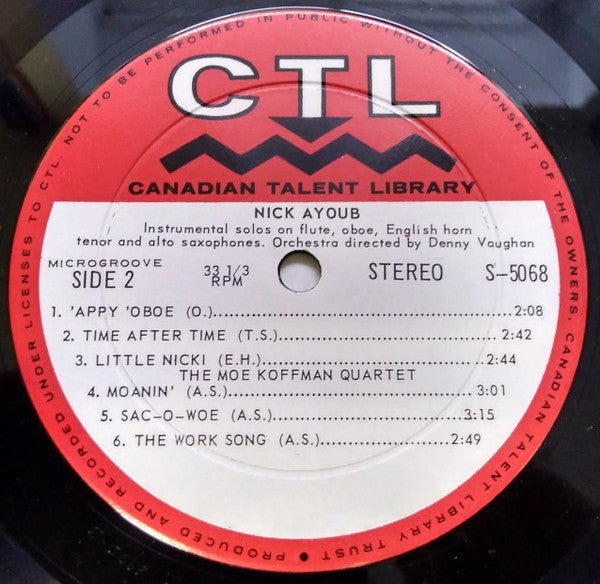 PRODUCED AND RECORDED UNDER LICENSES TO CTL. NOT TO BE PERFORMED IN PUBLIC WITHOUT THE CONSENT OF THE OWNERS, CANADIAN TALENT LIBRARY TRUST.
CTL
CANADIAN TALENT LIBRARY
NICK AYOUB
Instrumental solos on flute, oboe, English horn
tenor and alto saxophones. Orchestra directed by Denny Vaughan
MICROGROOVE
SIDE 2 33 1/3 RPM STEREO S-5068
1. 'APPY 'OBOE (O.)..........2:08
2. TIME AFTER TIME (T.S.)..........2:42
3. LITTLE NICKI (E.H.)..........2:44
THE MOE KOFFMAN QUARTET
4. MOANIN' (A.S.)..........3:01
5. SAC-O-WOE (A.S.)..........3:15
6. THE WORK SONG (A.S.)..........2:49